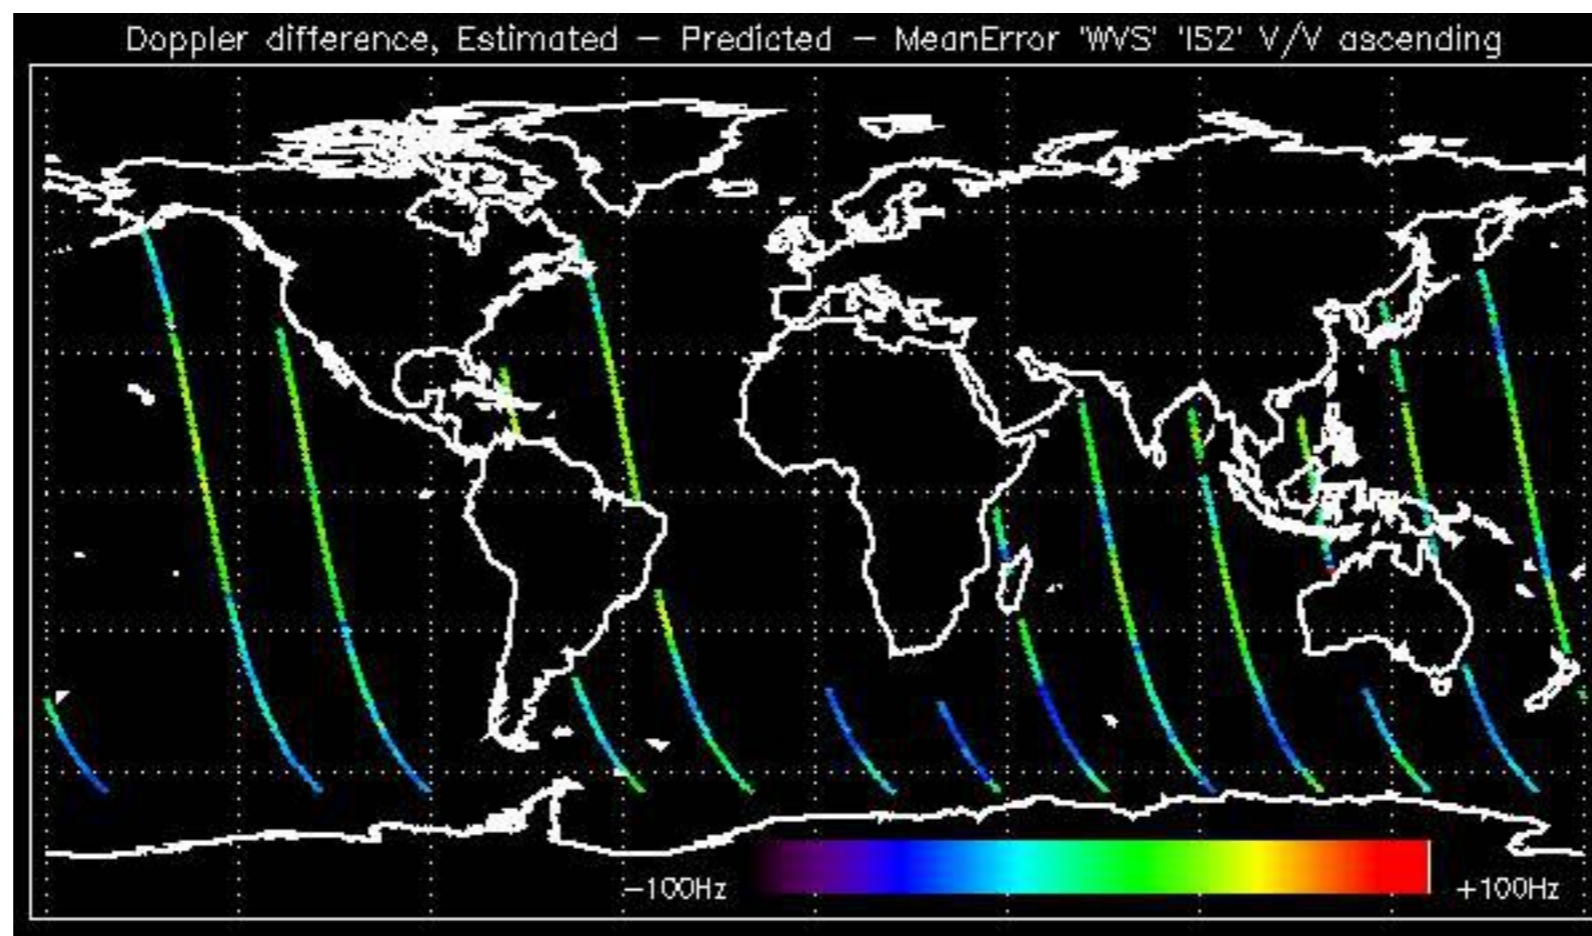 Doppler difference, Estimated − Predicted − MeanError 'WVS' 'IS2' V/V ascending
−100Hz +100Hz